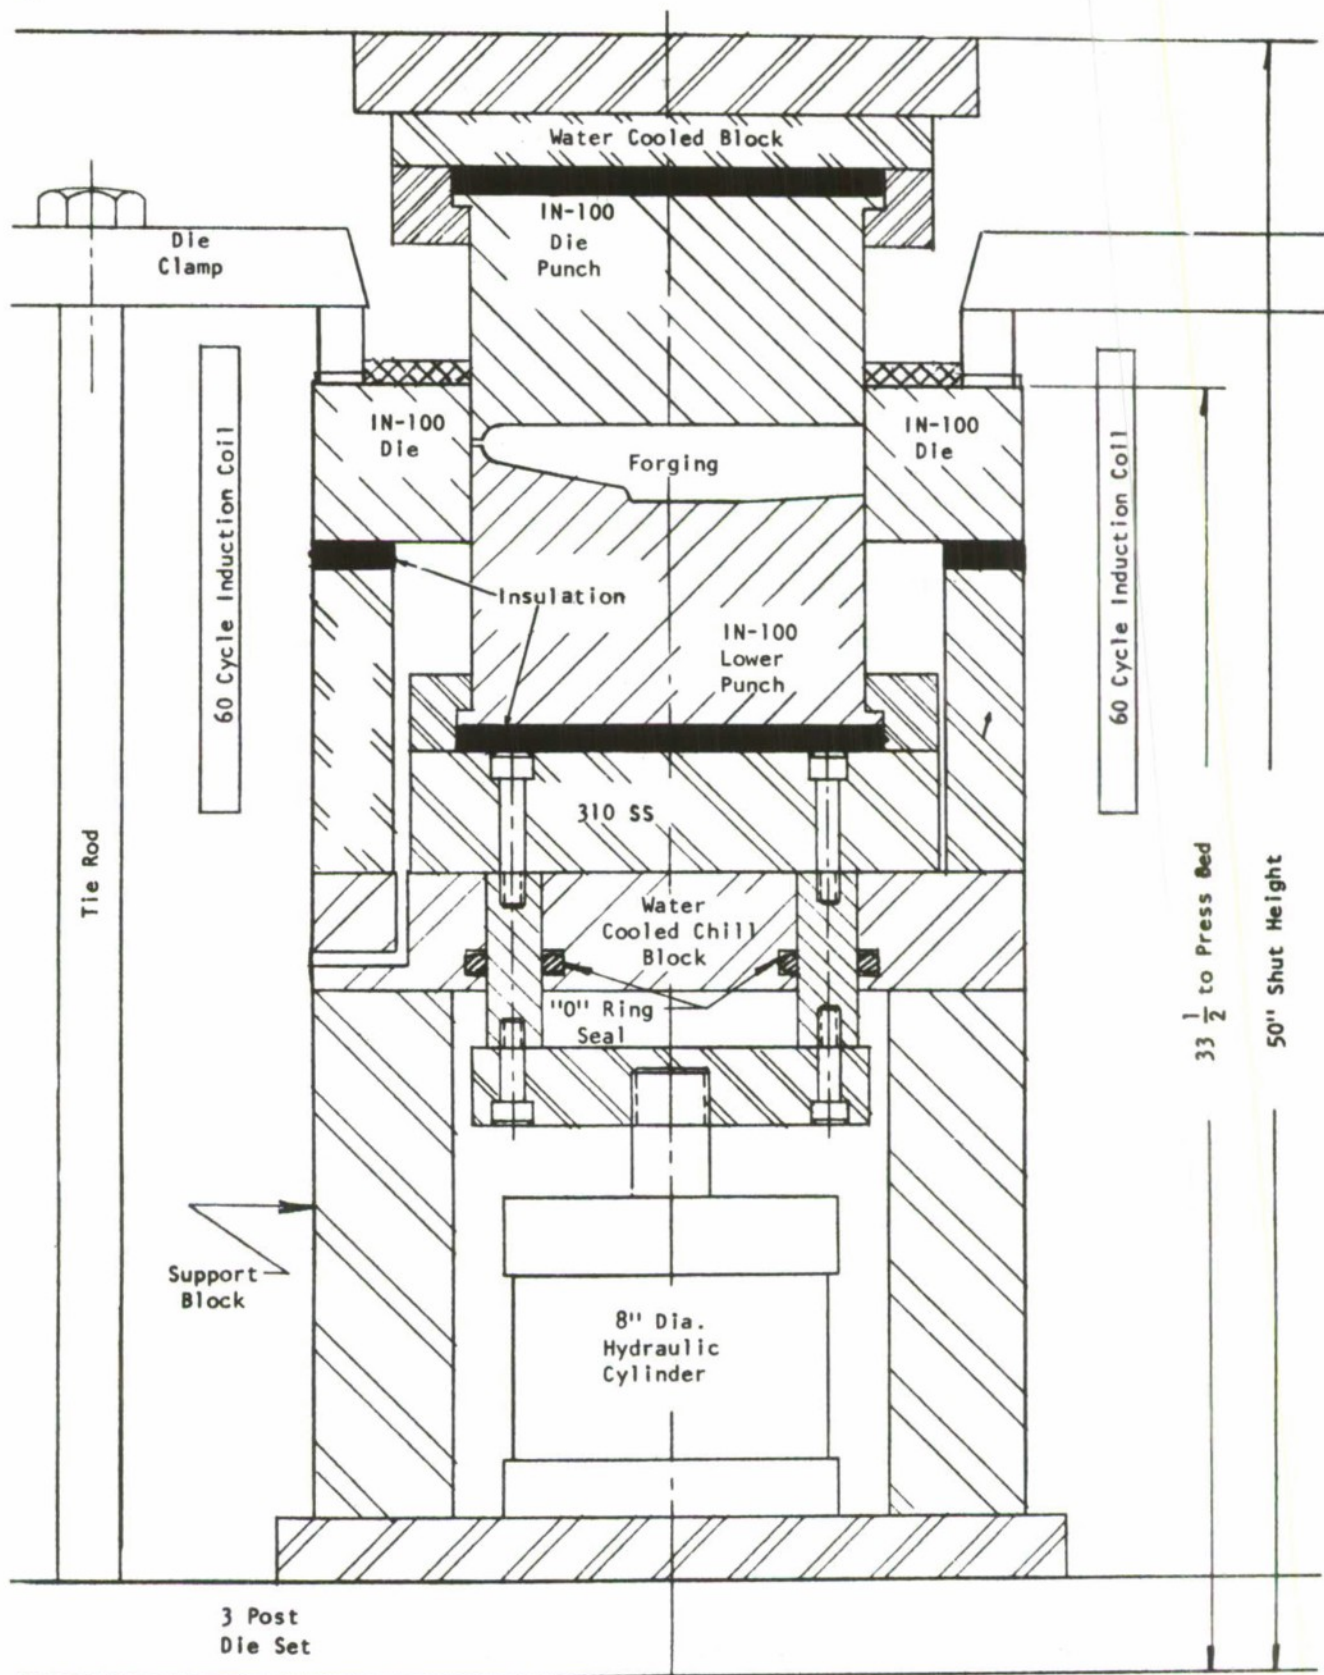 Water Cooled Block
IN-100
Die
Punch
Die
Clamp
IN-100
Die
IN-100
Die
Forging
60 Cycle Induction Coil
60 Cycle Induction Coil
Insulation
IN-100
Lower
Punch
310 SS
Tie Rod
Water
Cooled Chill
Block
"O" Ring
Seal
33 1/2 to Press Bed
50" Shut Height
Support
Block
8" Dia.
Hydraulic
Cylinder
3 Post
Die Set